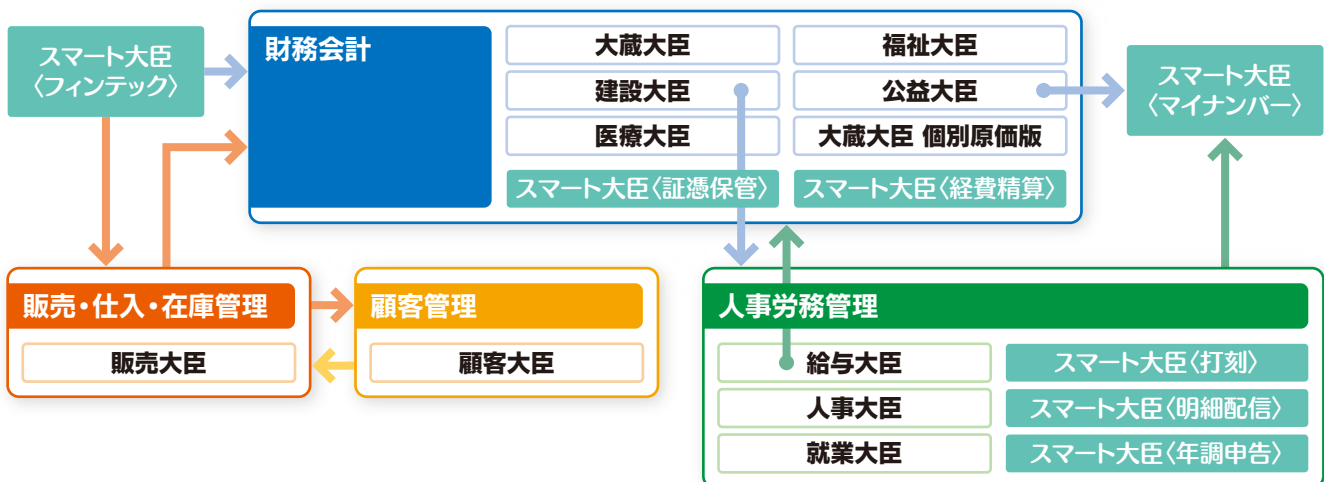 スマート大臣
〈フィンテック〉
財務会計
大蔵大臣
福祉大臣
建設大臣
公益大臣
医療大臣
大蔵大臣 個別原価版
スマート大臣〈証憑保管〉
スマート大臣〈経費精算〉
スマート大臣
〈マイナンバー〉
販売・仕入・在庫管理
販売大臣
顧客管理
顧客大臣
人事労務管理
給与大臣
スマート大臣〈打刻〉
人事大臣
スマート大臣〈明細配信〉
就業大臣
スマート大臣〈年調申告〉